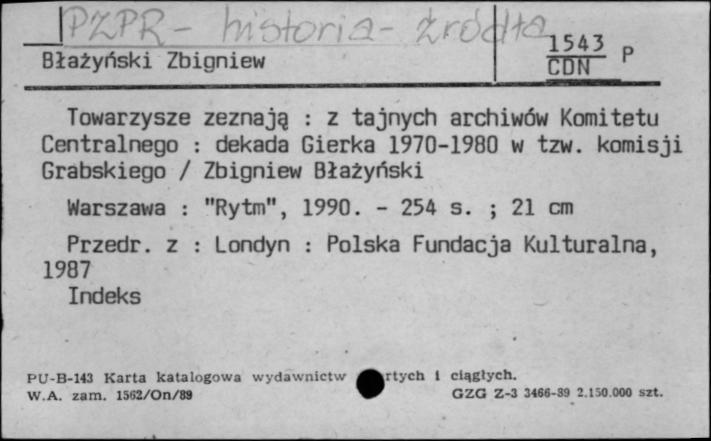 PZPR - historia - źródła
1543 P
CDN
Błażyński Zbigniew
Towarzysze zeznają : z tajnych archiwów Komitetu
Centralnego : dekada Gierka 1970-1980 w tzw. komisji
Grabskiego / Zbigniew Błażyński
Warszawa : "Rytm", 1990. - 254 s. ; 21 cm
Przedr. z : Londyn : Polska Fundacja Kulturalna,
1987
Indeks
PU-B-143 Karta katalogowa wydawnictw rtych i ciągłych.
W.A. zam. 1562/On/89 GZG Z-3 3466-89 2.150.000 szt.